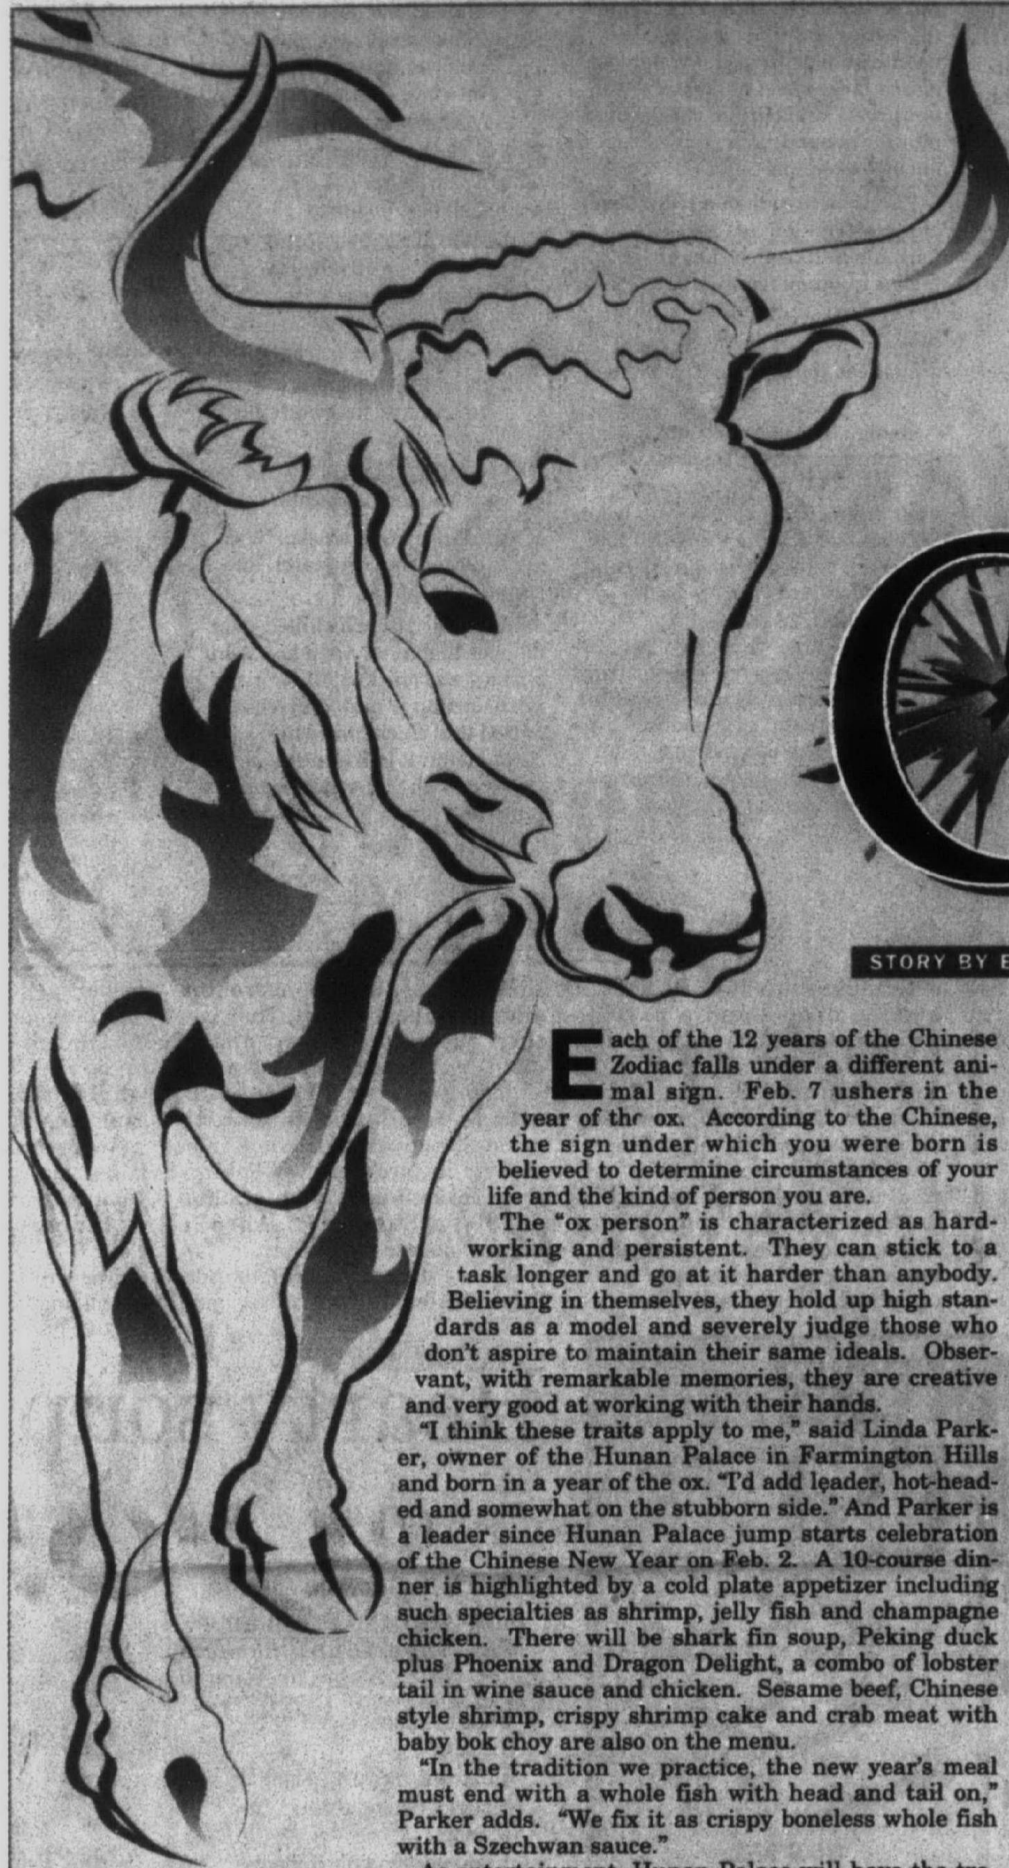 STORY BY E
Each of the 12 years of the Chinese
Zodiac falls under a different ani-
mal sign. Feb. 7 ushers in the
year of the ox. According to the Chinese,
the sign under which you were born is
believed to determine circumstances of your
life and the kind of person you are.
The “ox person” is characterized as hard-
working and persistent. They can stick to a
task longer and go at it harder than anybody.
Believing in themselves, they hold up high stan-
dards as a model and severely judge those who
don’t aspire to maintain their same ideals. Obser-
vant, with remarkable memories, they are creative
and very good at working with their hands.
“I think these traits apply to me,” said Linda Park-
er, owner of the Hunan Palace in Farmington Hills
and born in a year of the ox. “I’d add leader, hot-head-
ed and somewhat on the stubborn side.” And Parker is
a leader since Hunan Palace jump starts celebration
of the Chinese New Year on Feb. 2. A 10-course din-
ner is highlighted by a cold plate appetizer including
such specialties as shrimp, jelly fish and champagne
chicken. There will be shark fin soup, Peking duck
plus Phoenix and Dragon Delight, a combo of lobster
tail in wine sauce and chicken. Sesame beef, Chinese
style shrimp, crispy shrimp cake and crab meat with
baby bok choy are also on the menu.
“In the tradition we practice, the new year’s meal
must end with a whole fish with head and tail on,”
Parker adds. “We fix it as crispy boneless whole fish
with a Szechwan sauce.”